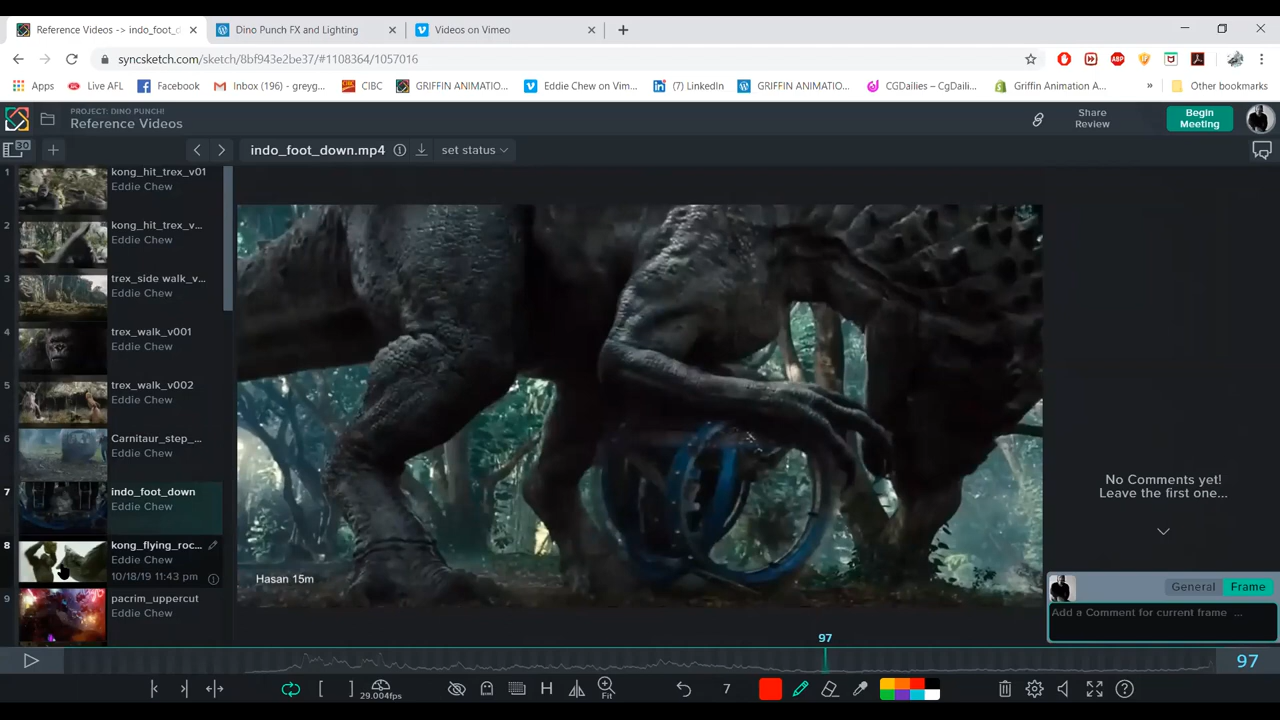 Reference Videos -> indo_foot_d
Dino Punch FX and Lighting
Videos on Vimeo
syncsketch.com/sketch/8bf943e2be37/#1108364/1057016
Apps
Live AFL
Facebook
Inbox (196) - greyg...
CIBC
GRIFFIN ANIMATIO...
Eddie Chew on Vim...
(7) LinkedIn
GRIFFIN ANIMATIO...
CGDailies – CgDaili...
Griffin Animation A...
»
Other bookmarks
PROJECT: DINO PUNCH!
Reference Videos
Share
Review
Begin
Meeting
30
indo_foot_down.mp4
set status
1
kong_hit_trex_v01
Eddie Chew
2
kong_hit_trex_v...
Eddie Chew
3
trex_side walk_v...
Eddie Chew
4
trex_walk_v001
Eddie Chew
5
trex_walk_v002
Eddie Chew
6
Carnitaur_step_...
Eddie Chew
7
indo_foot_down
Eddie Chew
8
kong_flying_roc...
Eddie Chew
10/18/19 11:43 pm
9
pacrim_uppercut
Eddie Chew
Hasan 15m
No Comments yet!
Leave the first one...
General
Frame
Add a Comment for current frame ...
97
97
29.004fps
H
Fit
7